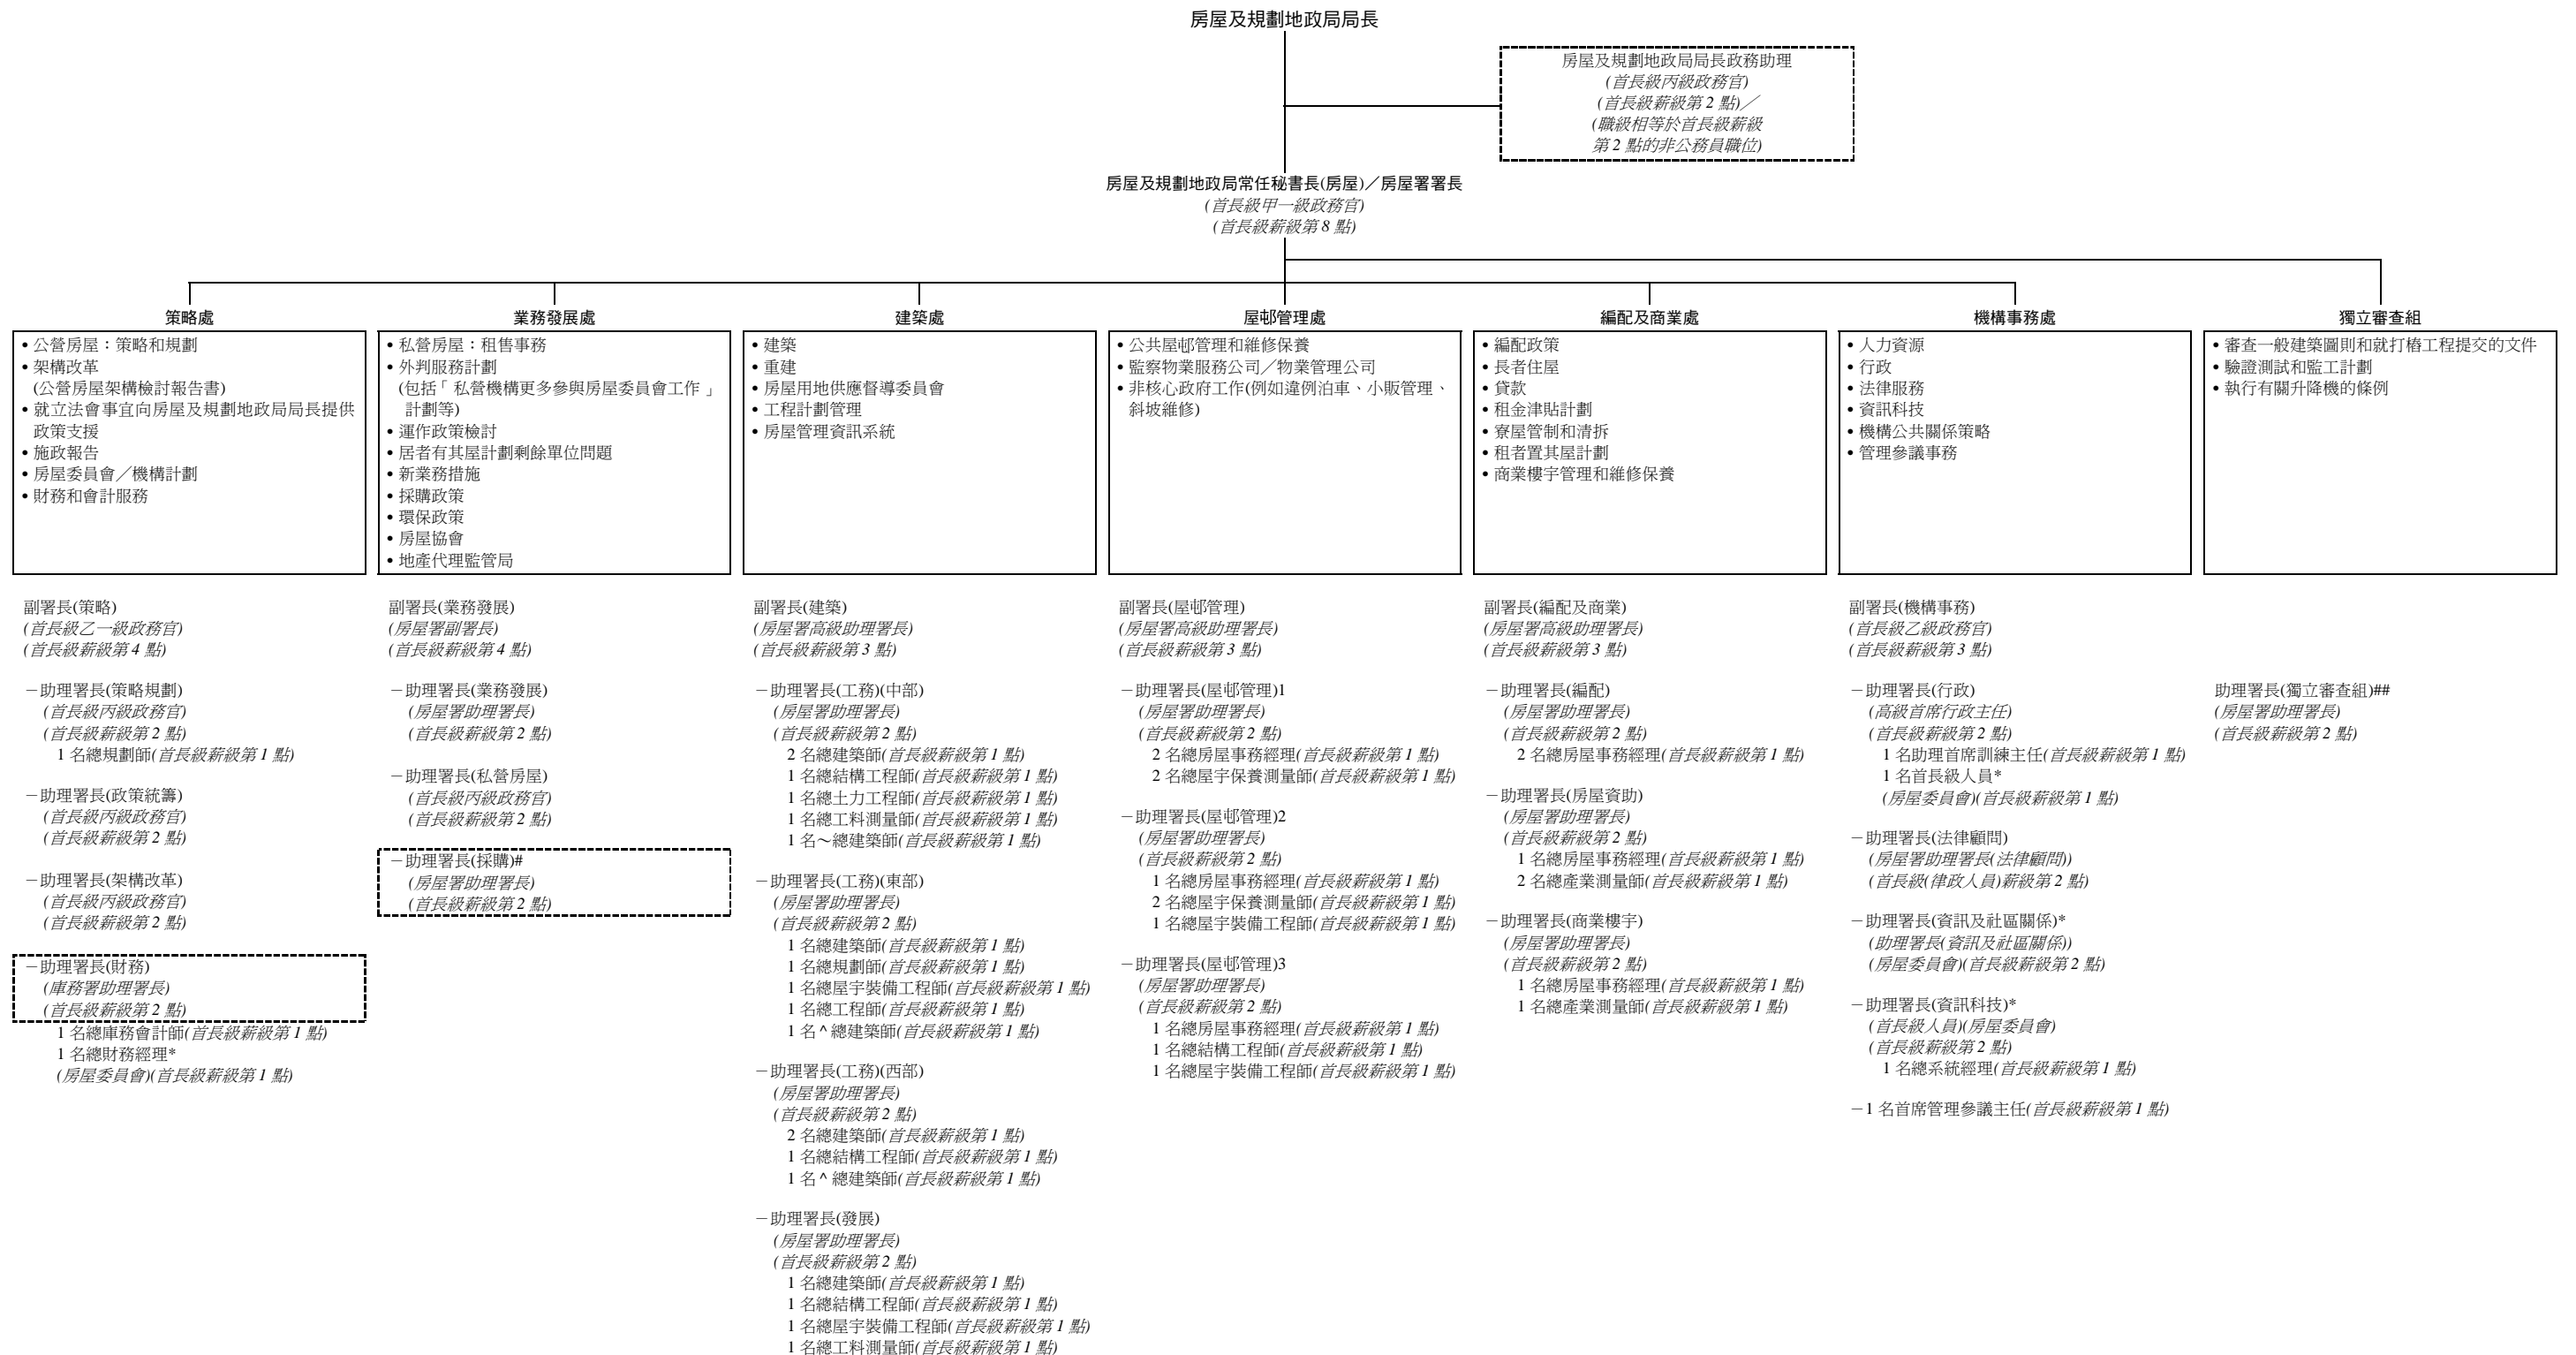 房屋及規劃地政局局長
房屋及規劃地政局局長政務助理
(首長級丙級政務官)
(首長級薪級第 2 點)／
(職級相等於首長級薪級
第 2 點的非公務員職位)
房屋及規劃地政局常任秘書長(房屋)／房屋署署長
(首長級甲一級政務官)
(首長級薪級第 8 點)
策略處
• 公營房屋：策略和規劃
• 架構改革
(公營房屋架構檢討報告書)
• 就立法會事宜向房屋及規劃地政局局長提供
政策支援
• 施政報告
• 房屋委員會／機構計劃
• 財務和會計服務
副署長(策略)
(首長級乙一級政務官)
(首長級薪級第 4 點)
－助理署長(策略規劃)
(首長級丙級政務官)
(首長級薪級第 2 點)
1 名總規劃師(首長級薪級第 1 點)
－助理署長(政策統籌)
(首長級丙級政務官)
(首長級薪級第 2 點)
－助理署長(架構改革)
(首長級丙級政務官)
(首長級薪級第 2 點)
－助理署長(財務)
(庫務署助理署長)
(首長級薪級第 2 點)
1 名總庫務會計師(首長級薪級第 1 點)
1 名總財務經理*
(房屋委員會)(首長級薪級第 1 點)
業務發展處
• 私營房屋：租售事務
• 外判服務計劃
(包括「私營機構更多參與房屋委員會工作」
計劃等)
• 運作政策檢討
• 居者有其屋計劃剩餘單位問題
• 新業務措施
• 採購政策
• 環保政策
• 房屋協會
• 地產代理監管局
副署長(業務發展)
(房屋署副署長)
(首長級薪級第 4 點)
－助理署長(業務發展)
(房屋署助理署長)
(首長級薪級第 2 點)
－助理署長(私營房屋)
(首長級丙級政務官)
(首長級薪級第 2 點)
－助理署長(採購)#
(房屋署助理署長)
(首長級薪級第 2 點)
建築處
• 建築
• 重建
• 房屋用地供應督導委員會
• 工程計劃管理
• 房屋管理資訊系統
副署長(建築)
(房屋署高級助理署長)
(首長級薪級第 3 點)
－助理署長(工務)(中部)
(房屋署助理署長)
(首長級薪級第 2 點)
2 名總建築師(首長級薪級第 1 點)
1 名總結構工程師(首長級薪級第 1 點)
1 名總土力工程師(首長級薪級第 1 點)
1 名總工料測量師(首長級薪級第 1 點)
1 名～總建築師(首長級薪級第 1 點)
－助理署長(工務)(東部)
(房屋署助理署長)
(首長級薪級第 2 點)
1 名總建築師(首長級薪級第 1 點)
1 名總規劃師(首長級薪級第 1 點)
1 名總屋宇裝備工程師(首長級薪級第 1 點)
1 名總工程師(首長級薪級第 1 點)
1 名 ^ 總建築師(首長級薪級第 1 點)
－助理署長(工務)(西部)
(房屋署助理署長)
(首長級薪級第 2 點)
2 名總建築師(首長級薪級第 1 點)
1 名總結構工程師(首長級薪級第 1 點)
1 名 ^ 總建築師(首長級薪級第 1 點)
－助理署長(發展)
(房屋署助理署長)
(首長級薪級第 2 點)
1 名總建築師(首長級薪級第 1 點)
1 名總結構工程師(首長級薪級第 1 點)
1 名總屋宇裝備工程師(首長級薪級第 1 點)
1 名總工料測量師(首長級薪級第 1 點)
屋邨管理處
• 公共屋邨管理和維修保養
• 監察物業服務公司／物業管理公司
• 非核心政府工作(例如違例泊車、小販管理、
斜坡維修)
副署長(屋邨管理)
(房屋署高級助理署長)
(首長級薪級第 3 點)
－助理署長(屋邨管理)1
(房屋署助理署長)
(首長級薪級第 2 點)
2 名總房屋事務經理(首長級薪級第 1 點)
2 名總屋宇保養測量師(首長級薪級第 1 點)
－助理署長(屋邨管理)2
(房屋署助理署長)
(首長級薪級第 2 點)
1 名總房屋事務經理(首長級薪級第 1 點)
2 名總屋宇保養測量師(首長級薪級第 1 點)
1 名總屋宇裝備工程師(首長級薪級第 1 點)
－助理署長(屋邨管理)3
(房屋署助理署長)
(首長級薪級第 2 點)
1 名總房屋事務經理(首長級薪級第 1 點)
1 名總結構工程師(首長級薪級第 1 點)
1 名總屋宇裝備工程師(首長級薪級第 1 點)
編配及商業處
• 編配政策
• 長者住屋
• 貸款
• 租金津貼計劃
• 寮屋管制和清拆
• 租者置其屋計劃
• 商業樓宇管理和維修保養
副署長(編配及商業)
(房屋署高級助理署長)
(首長級薪級第 3 點)
－助理署長(編配)
(房屋署助理署長)
(首長級薪級第 2 點)
2 名總房屋事務經理(首長級薪級第 1 點)
－助理署長(房屋資助)
(房屋署助理署長)
(首長級薪級第 2 點)
1 名總房屋事務經理(首長級薪級第 1 點)
2 名總產業測量師(首長級薪級第 1 點)
－助理署長(商業樓宇)
(房屋署助理署長)
(首長級薪級第 2 點)
1 名總房屋事務經理(首長級薪級第 1 點)
1 名總產業測量師(首長級薪級第 1 點)
機構事務處
• 人力資源
• 行政
• 法律服務
• 資訊科技
• 機構公共關係策略
• 管理參議事務
副署長(機構事務)
(首長級乙級政務官)
(首長級薪級第 3 點)
－助理署長(行政)
(高級首席行政主任)
(首長級薪級第 2 點)
1 名助理首席訓練主任(首長級薪級第 1 點)
1 名首長級人員*
(房屋委員會)(首長級薪級第 1 點)
－助理署長(法律顧問)
(房屋署助理署長(法律顧問))
(首長級(律政人員)薪級第 2 點)
－助理署長(資訊及社區關係)*
(助理署長(資訊及社區關係))
(房屋委員會)(首長級薪級第 2 點)
－助理署長(資訊科技)*
(首長級人員)(房屋委員會)
(首長級薪級第 2 點)
1 名總系統經理(首長級薪級第 1 點)
－1 名首席管理參議主任(首長級薪級第 1 點)
獨立審查組
• 審查一般建築圖則和就打樁工程提交的文件
• 驗證測試和監工計劃
• 執行有關升降機的條例
助理署長(獨立審查組)##
(房屋署助理署長)
(首長級薪級第 2 點)